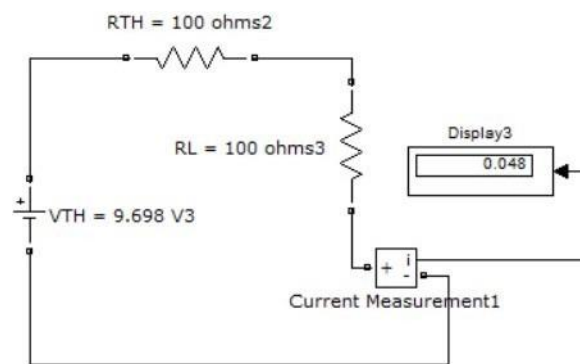 RTH = 100 ohms2
RL = 100 ohms3
Display3
0.048
+
VTH = 9.698 V3
+
i
-
Current Measurement1